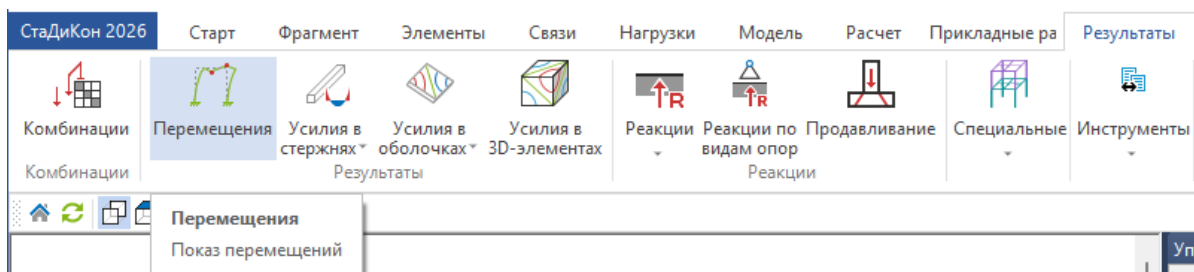 СтаДиКон 2026 Старт Фрагмент Элементы Связи Нагрузки Модель Расчет Прикладные ра Результаты
Комбинации Перемещения Усилия в стержнях Усилия в оболочках Усилия в 3D-элементах Реакции Реакции по видам опор Продавливание Специальные Инструменты
Комбинации Результаты Реакции
Перемещения
Показ перемещений
Уп